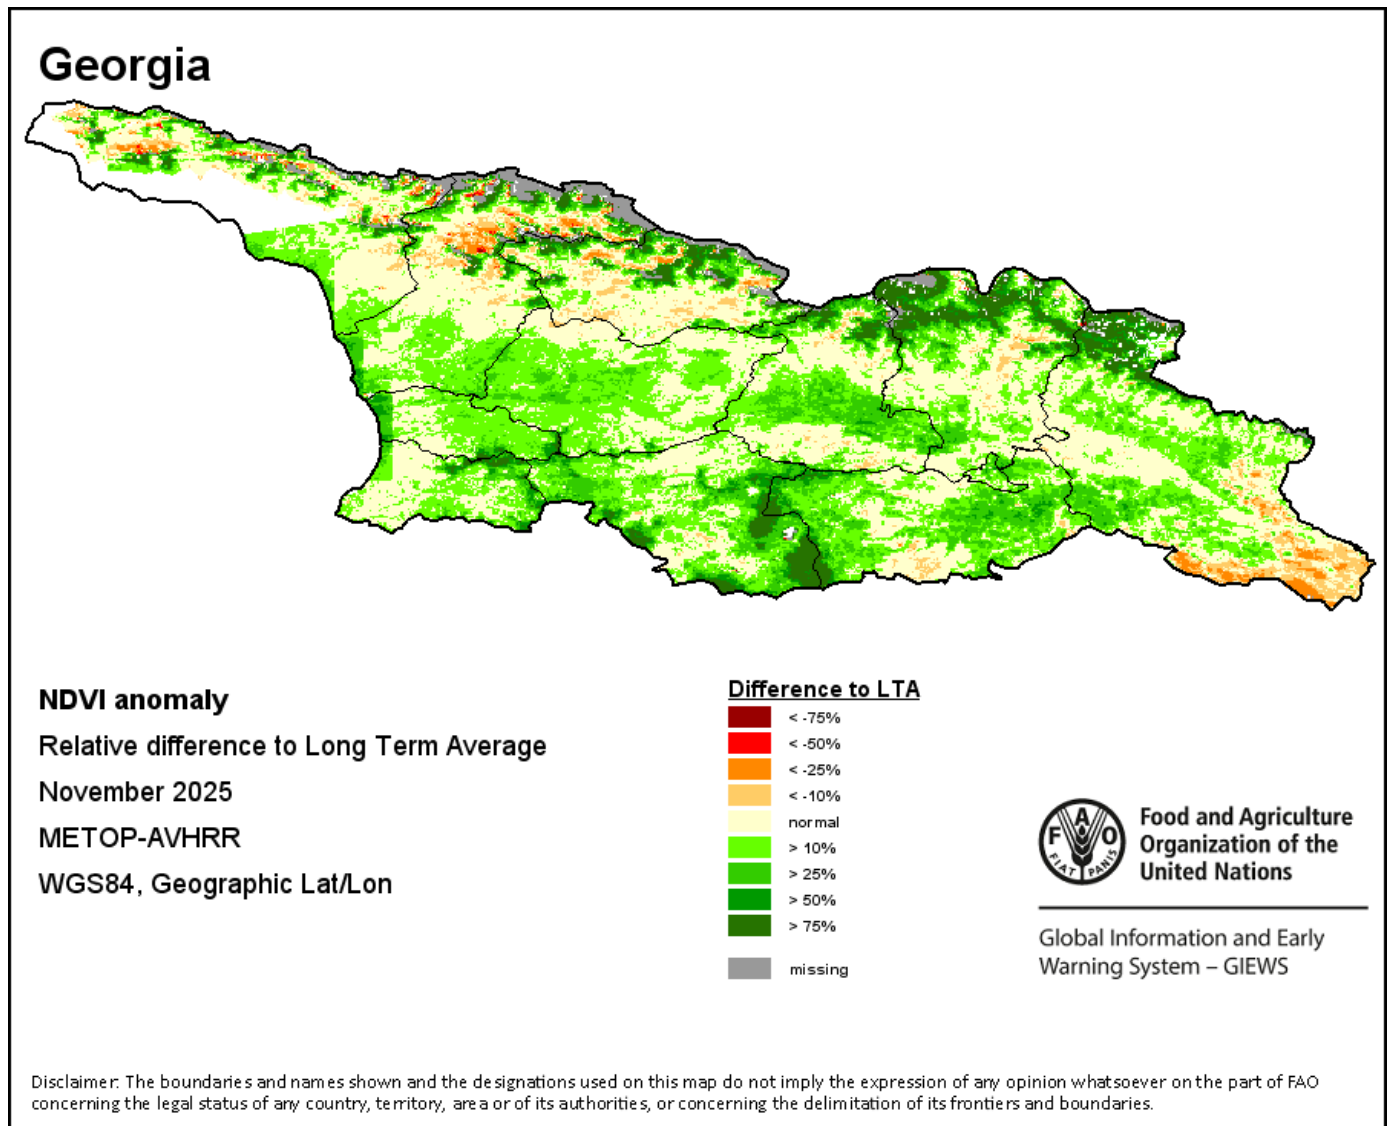 Georgia
NDVI anomaly
Relative difference to Long Term Average
November 2025
METOP-AVHRR
WGS84, Geographic Lat/Lon
Difference to LTA
< -75%
< -50%
< -25%
< -10%
normal
> 10%
> 25%
> 50%
> 75%
missing
F A O
FIAT PANIS
Food and Agriculture
Organization of the
United Nations
Global Information and Early
Warning System – GIEWS
Disclaimer: The boundaries and names shown and the designations used on this map do not imply the expression of any opinion whatsoever on the part of FAO
concerning the legal status of any country, territory, area or of its authorities, or concerning the delimitation of its frontiers and boundaries.